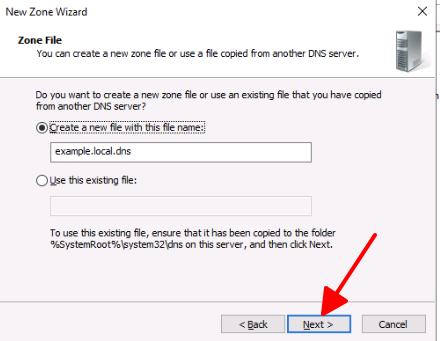 New Zone Wizard
Zone File
You can create a new zone file or use a file copied from another DNS server.
Do you want to create a new zone file or use an existing file that you have copied
from another DNS server?
Create a new file with this file name:
example.local.dns
Use this existing file:
To use this existing file, ensure that it has been copied to the folder
%SystemRoot%\system32\dns on this server, and then click Next.
< Back
Next >
Cancel